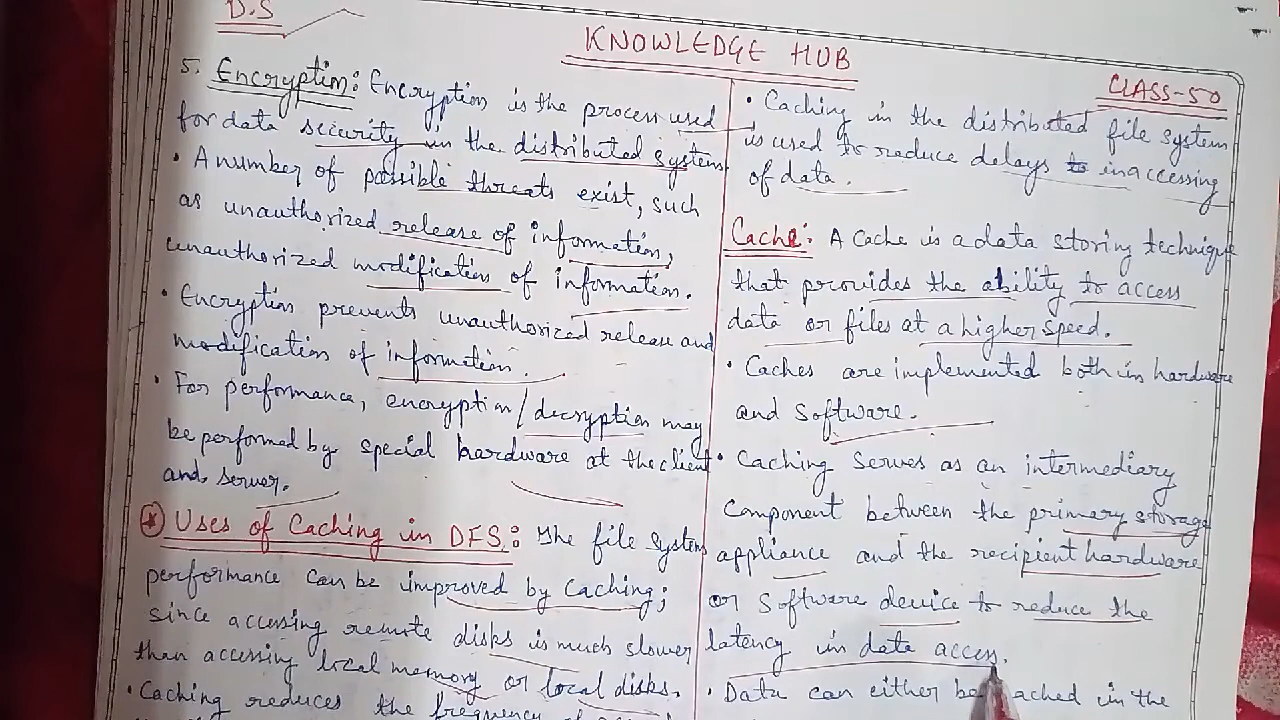 D.S
KNOWLEDGE HUB
CLASS-50
5. Encryption: Encryption is the process used
for data security in the distributed system
• A number of possible threats exist, such
as unauthorized release of information,
unauthorized modification of information.
• Encryption prevents unauthorized release and
modification of information.
• For performance, encryption/decryption may
be performed by special hardware at the client
and server.
* Uses of Caching in DFS: The file system
performance can be improved by caching;
since accessing remote disks is much slower
than accessing local memory or local disks.
• Caching reduces the frequency of
• Caching in the distributed file system
is used to reduce delays in accessing
of data.
Cache: A cache is a data storing technique
that provides the ability to access
data or files at a higher speed.
• Caches are implemented both in hardware
and software.
• Caching serves as an intermediary
component between the primary storage
appliance and the recipient hardware
or software device to reduce the
latency in data access.
• Data can either be cached in the